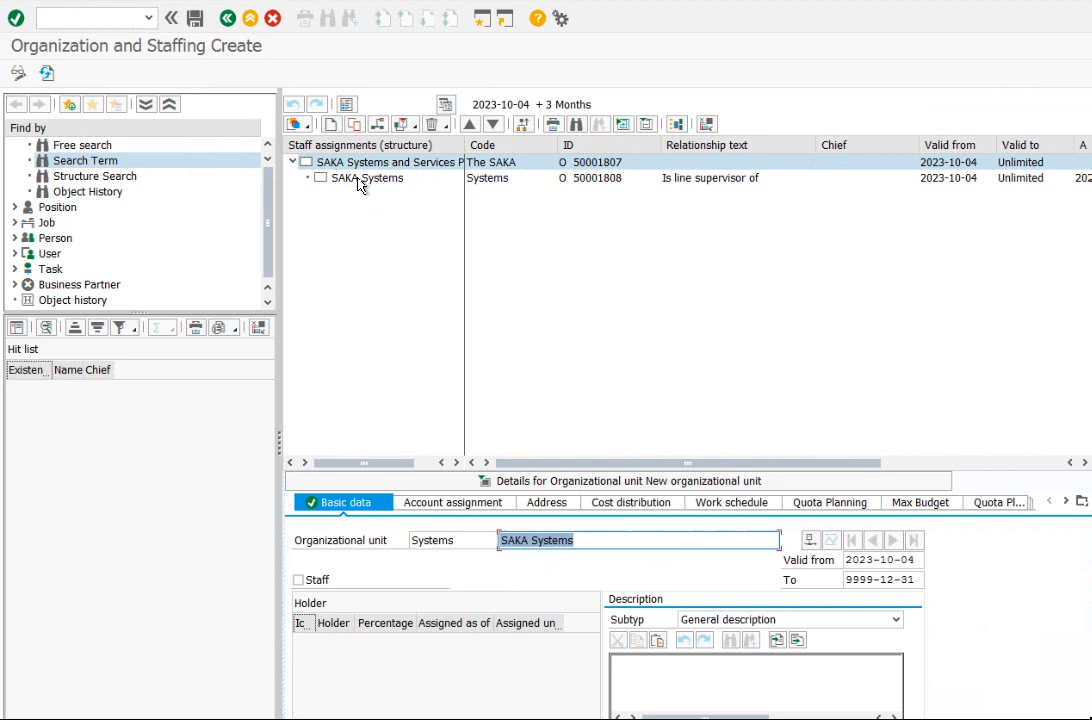 Organization and Staffing Create
2023-10-04 + 3 Months
Find by
Free search
Search Term
Structure Search
Object History
Position
Job
Person
User
Task
Business Partner
Object history
Hit list
Existen... Name Chief
Staff assignments (structure) Code ID Relationship text Chief Valid from Valid to A
SAKA Systems and Services P The SAKA O 50001807 2023-10-04 Unlimited
SAKA Systems Systems O 50001808 Is line supervisor of 2023-10-04 Unlimited 202
Details for Organizational unit New organizational unit
Basic data Account assignment Address Cost distribution Work schedule Quota Planning Max Budget Quota Pl...
Organizational unit Systems SAKA Systems
Valid from 2023-10-04
Staff To 9999-12-31
Holder Description
Ic... Holder Percentage Assigned as of Assigned un...
Subtype General description